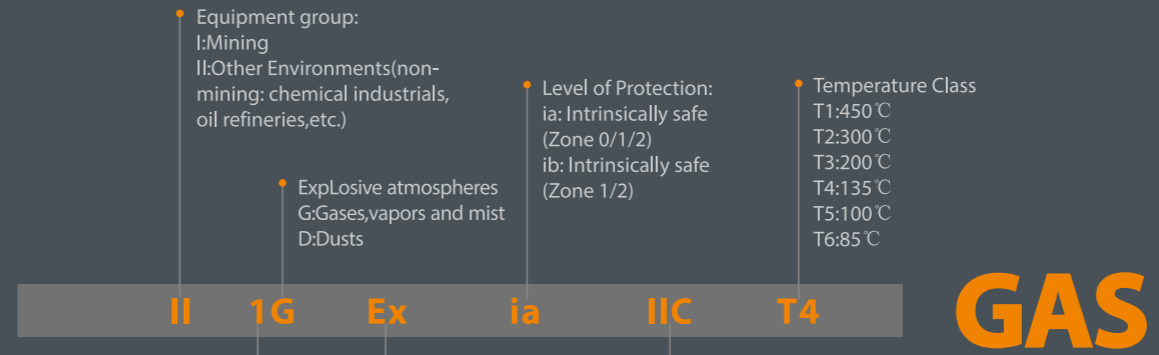 Equipment group:
I:Mining
II:Other Environments(non-
mining: chemical industrials,
oil refineries,etc.)
ExpLosive atmospheres
G:Gases,vapors and mist
D:Dusts
Level of Protection:
ia: Intrinsically safe
(Zone 0/1/2)
ib: Intrinsically safe
(Zone 1/2)
Temperature Class
T1:450℃
T2:300℃
T3:200℃
T4:135℃
T5:100℃
T6:85℃
II 1G Ex ia IIC T4
GAS